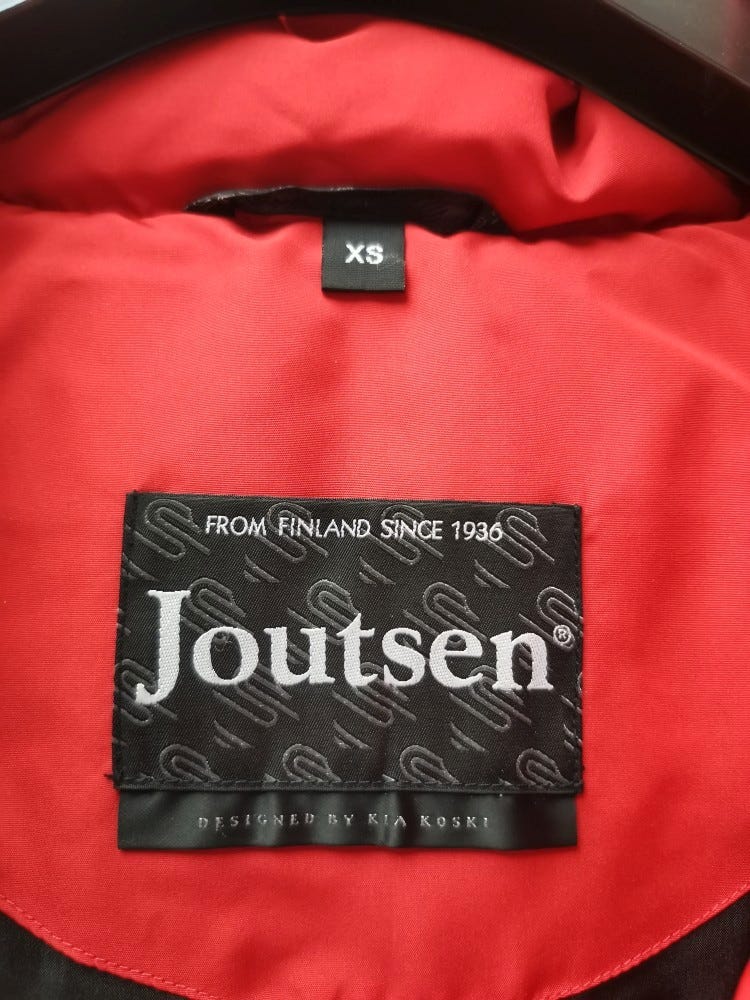 XS
FROM FINLAND SINCE 1936
Joutsen®
DESIGNED BY KIA KOSKI